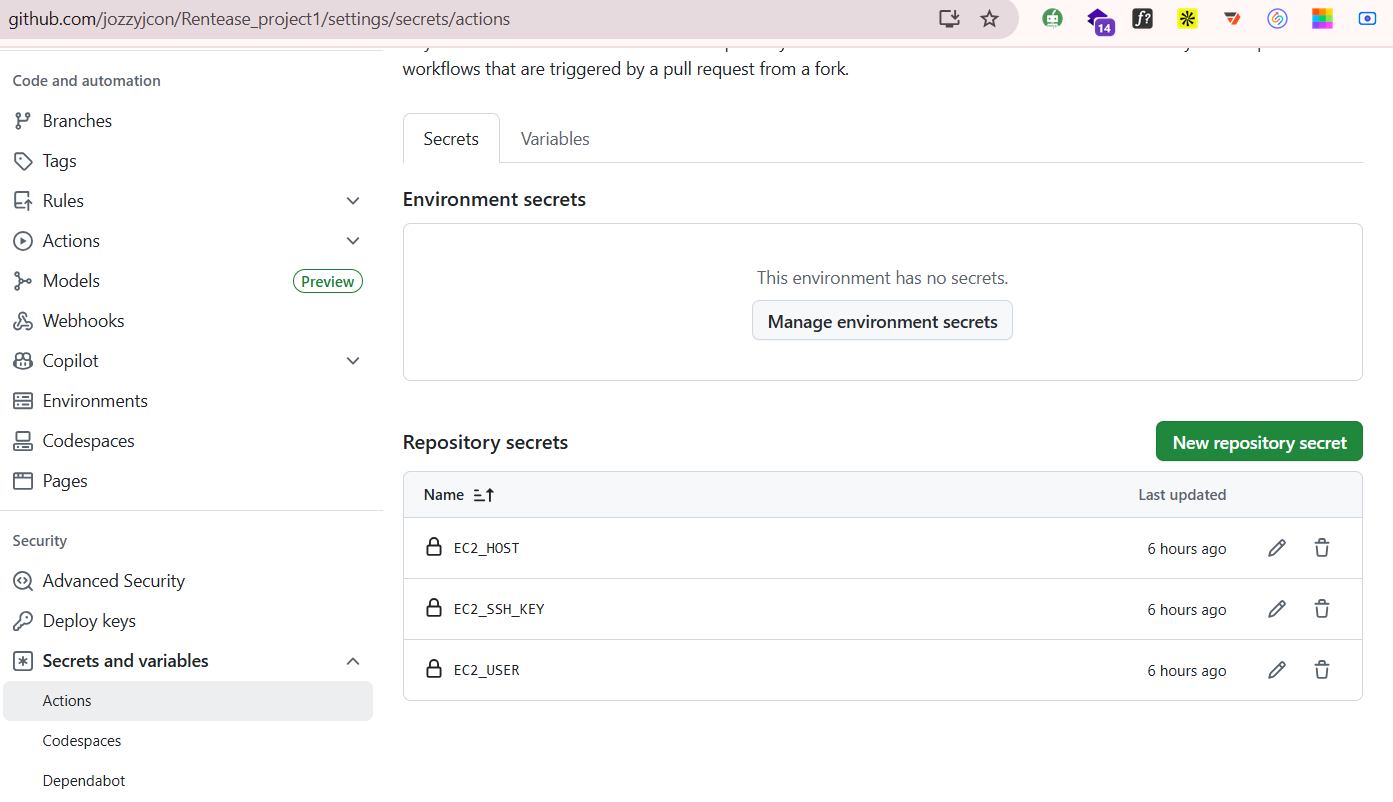 github.com/jozzyjcon/Rentease_project1/settings/secrets/actions
14
f?
Code and automation
Branches
Tags
Rules
Actions
Models
Preview
Webhooks
Copilot
Environments
Codespaces
Pages
Security
Advanced Security
Deploy keys
Secrets and variables
Actions
Codespaces
Dependabot
workflows that are triggered by a pull request from a fork.
Secrets
Variables
Environment secrets
This environment has no secrets.
Manage environment secrets
Repository secrets
New repository secret
Name
Last updated
EC2_HOST
6 hours ago
EC2_SSH_KEY
6 hours ago
EC2_USER
6 hours ago